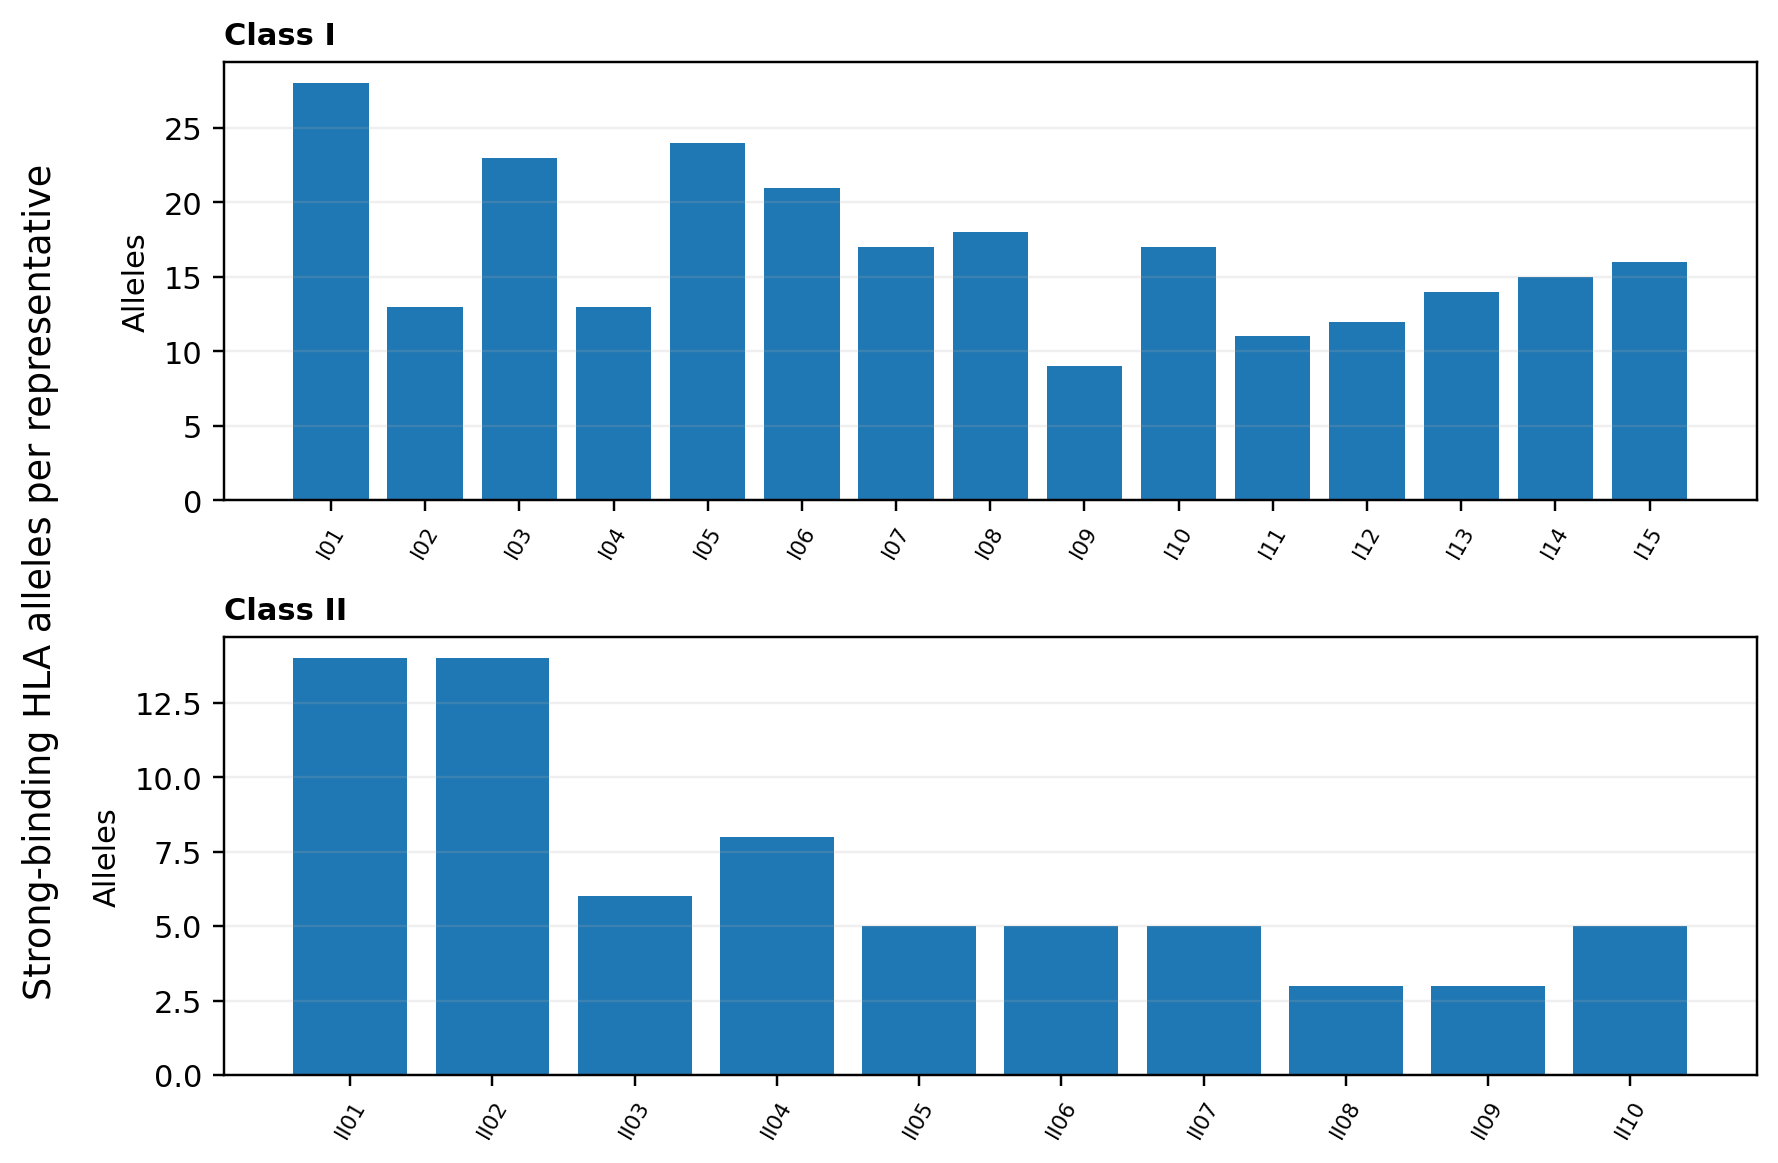 Strong-binding HLA alleles per representative
Class I
Alleles
25
20
15
10
5
0
I01 I02 I03 I04 I05 I06 I07 I08 I09 I10 I11 I12 I13 I14 I15
Class II
Alleles
12.5
10.0
7.5
5.0
2.5
0.0
II01 II02 II03 II04 II05 II06 II07 II08 II09 II10